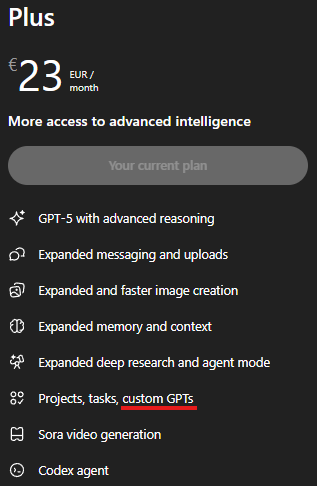 Plus
€23 EUR /
month
More access to advanced intelligence
Your current plan
GPT-5 with advanced reasoning
Expanded messaging and uploads
Expanded and faster image creation
Expanded memory and context
Expanded deep research and agent mode
Projects, tasks, custom GPTs
Sora video generation
Codex agent